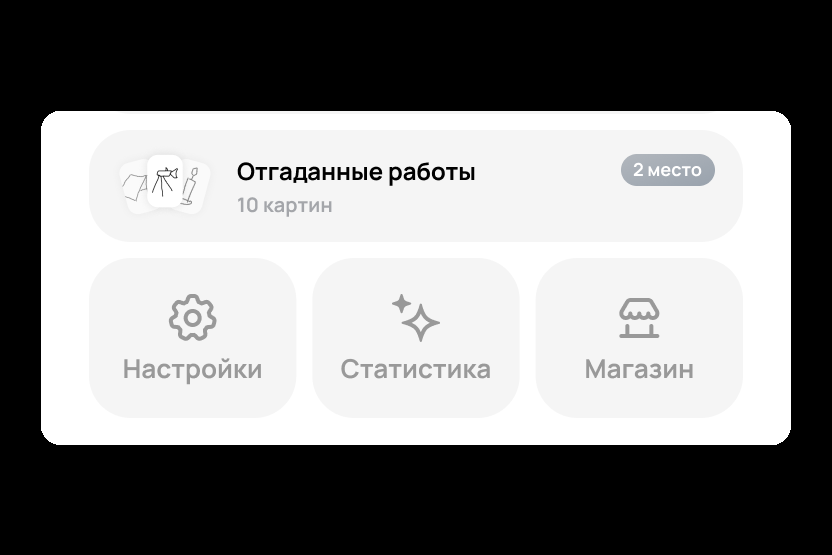 Отгаданные работы
2 место
10 картин
Настройки
Статистика
Магазин